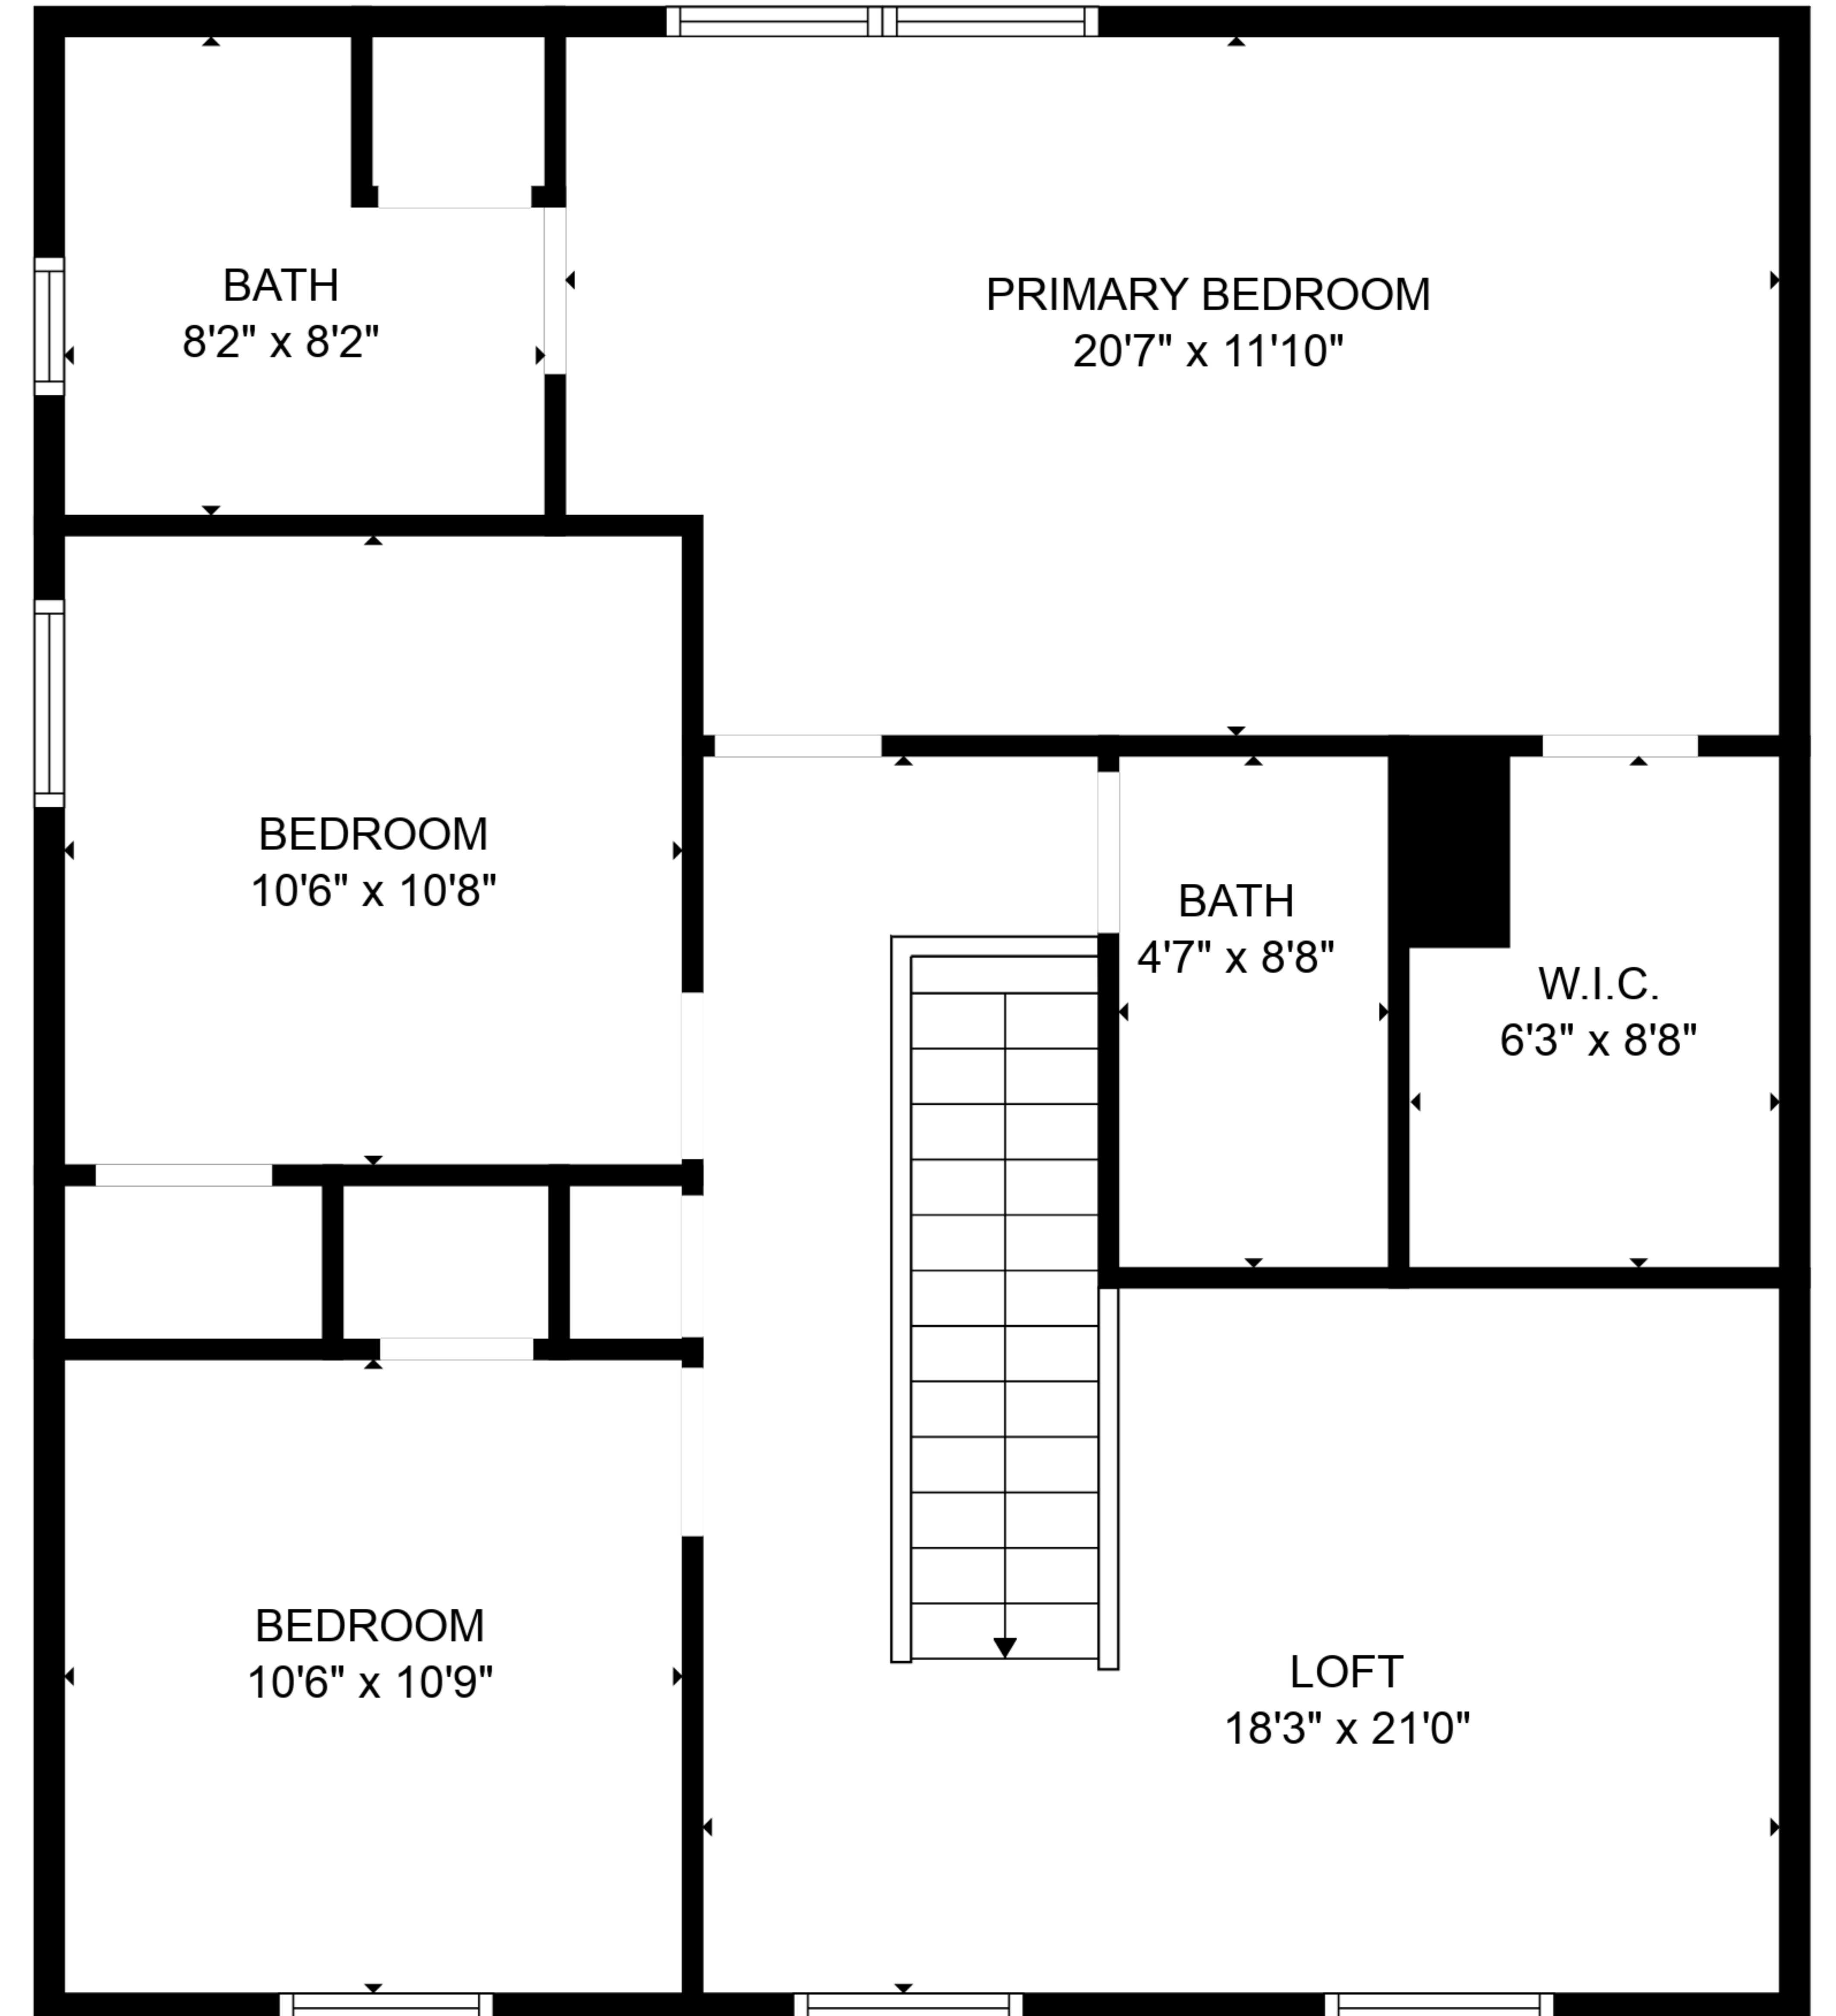 BATH
8'2" x 8'2"
PRIMARY BEDROOM
20'7" x 11'10"
BEDROOM
10'6" x 10'8"
BATH
4'7" x 8'8"
W.I.C.
6'3" x 8'8"
BEDROOM
10'6" x 10'9"
LOFT
18'3" x 21'0"